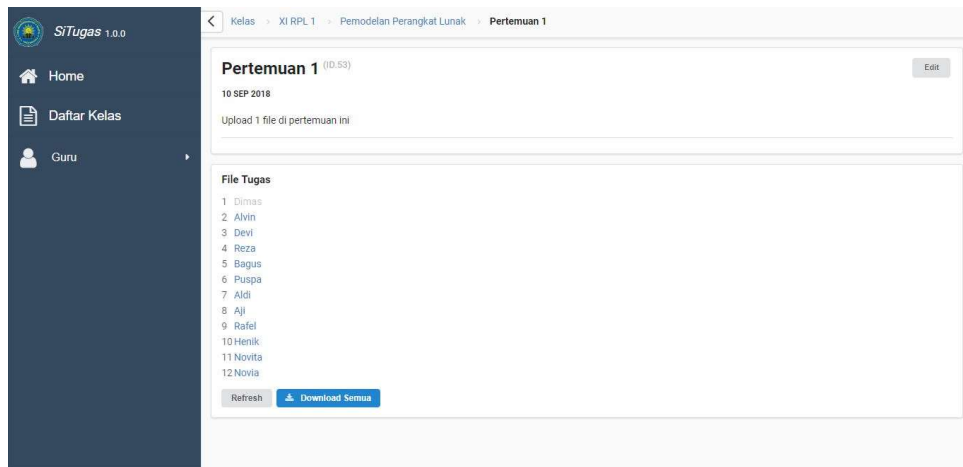 SiTugas 1.0.0
Home
Daftar Kelas
Guru
Kelas > XI RPL 1 > Pemodelan Perangkat Lunak > Pertemuan 1
Pertemuan 1 (ID.53)
Edit
10 SEP 2018
Upload 1 file di pertemuan ini
File Tugas
1 Dimas
2 Alvin
3 Devi
4 Reza
5 Bagus
6 Puspa
7 Aldi
8 Aji
9 Rafel
10 Henik
11 Novita
12 Novia
Refresh Download Semua